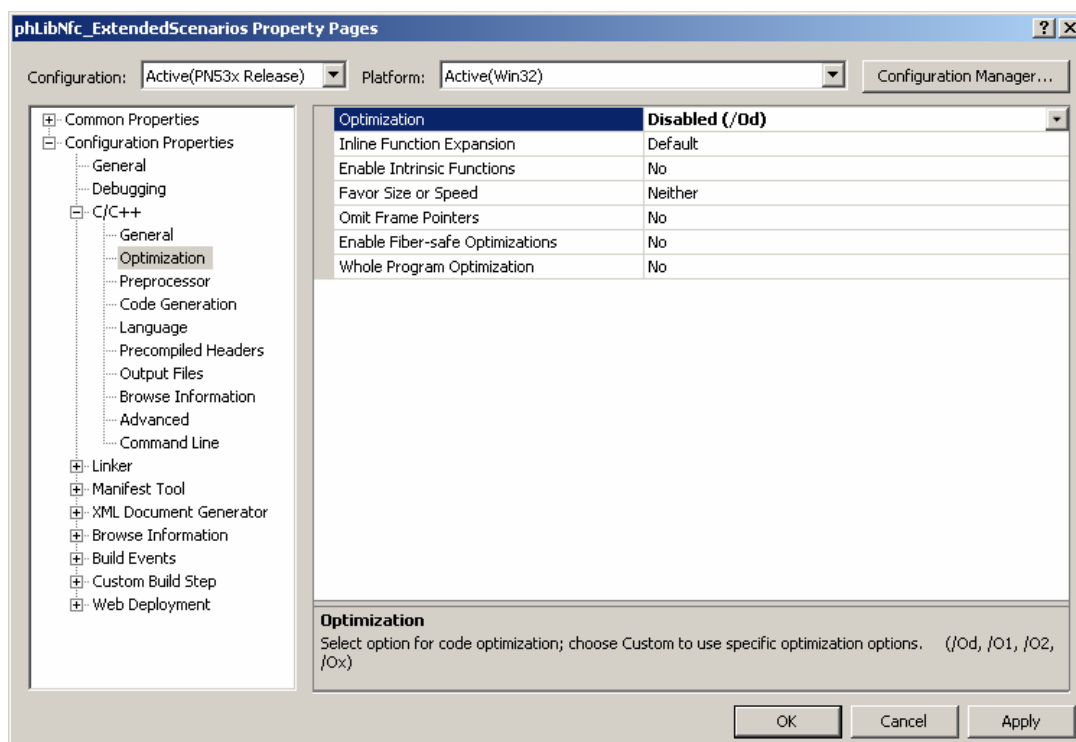 phLibNfc_ExtendedScenarios Property Pages
Configuration: Active(PN53x Release) Platform: Active(Win32) Configuration Manager...
Common Properties
Configuration Properties
General
Debugging
C/C++
General
Optimization
Preprocessor
Code Generation
Language
Precompiled Headers
Output Files
Browse Information
Advanced
Command Line
Linker
Manifest Tool
XML Document Generator
Browse Information
Build Events
Custom Build Step
Web Deployment
Optimization Disabled (/Od)
Inline Function Expansion Default
Enable Intrinsic Functions No
Favor Size or Speed Neither
Omit Frame Pointers No
Enable Fiber-safe Optimizations No
Whole Program Optimization No
Optimization
Select option for code optimization; choose Custom to use specific optimization options. (/Od, /O1, /O2,
/Ox)
OK Cancel Apply